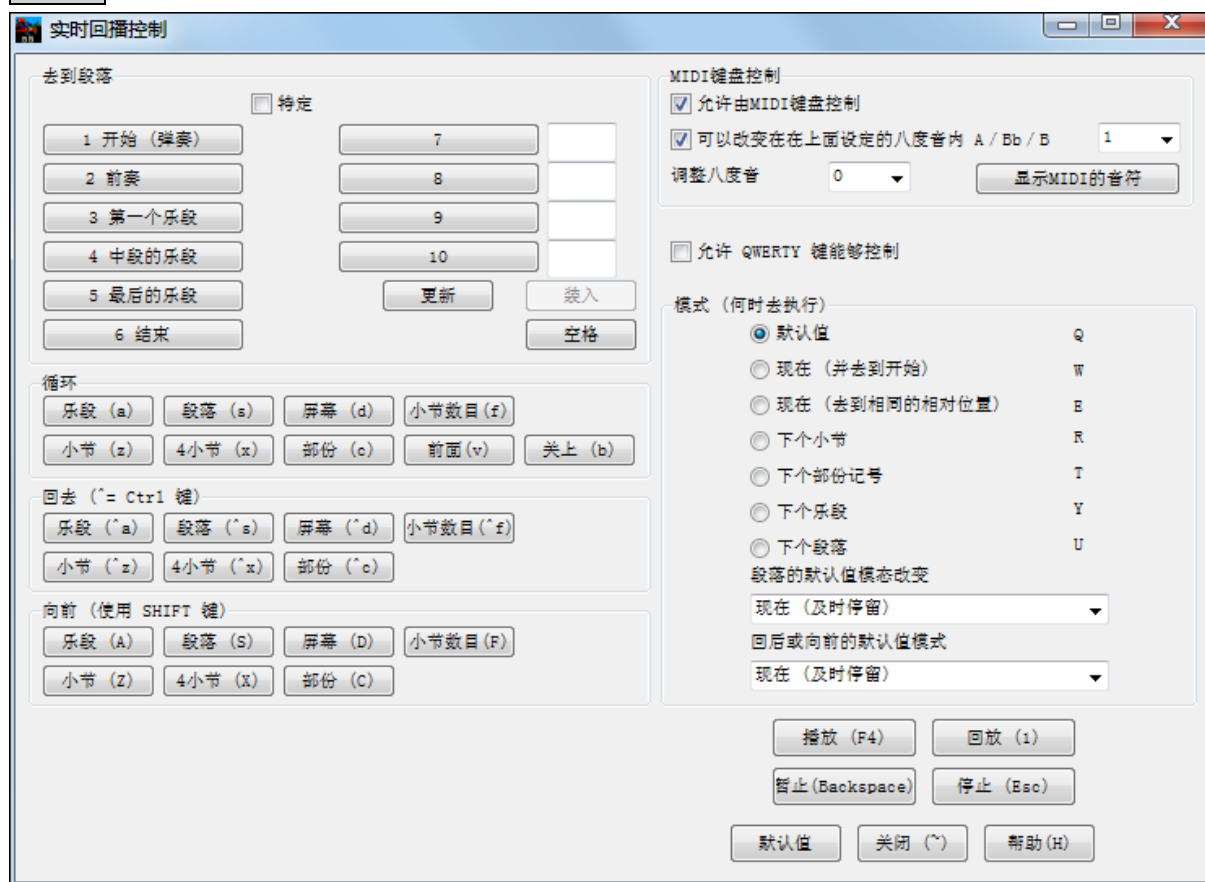 实时回播控制
去到段落
特定
1 开始 (弹奏)
7
2 前奏
8
3 第一个乐段
9
4 中段的乐段
10
5 最后的乐段
更新
装入
6 结束
空格
循环
乐段 (a)
段落 (s)
屏幕 (d)
小节数目(f)
小节 (z)
4小节 (x)
部份 (c)
前面(v)
关上 (b)
回去 (^= Ctrl 键)
乐段 (^a)
段落 (^s)
屏幕 (^d)
小节数目(^f)
小节 (^z)
4小节 (^x)
部份 (^c)
向前 (使用 SHIFT 键)
乐段 (A)
段落 (S)
屏幕 (D)
小节数目(F)
小节 (Z)
4小节 (X)
部份 (C)
MIDI键盘控制
允许由MIDI键盘控制
可以改变在在上面设定的八度音内 A / Bb / B
1
调整八度音
0
显示MIDI的音符
允许 QWERTY 键能够控制
模式 (何时去执行)
默认值 Q
现在 (并去到开始) W
现在 (去到相同的相对位置) E
下个小节 R
下个部份记号 T
下个乐段 Y
下个段落 U
段落的默认值模态改变
现在 (及时停留)
回后或向前的默认值模式
现在 (及时停留)
播放 (F4)
回放 (1)
暂止(Backspace)
停止 (Esc)
默认值
关闭 (~)
帮助(H)